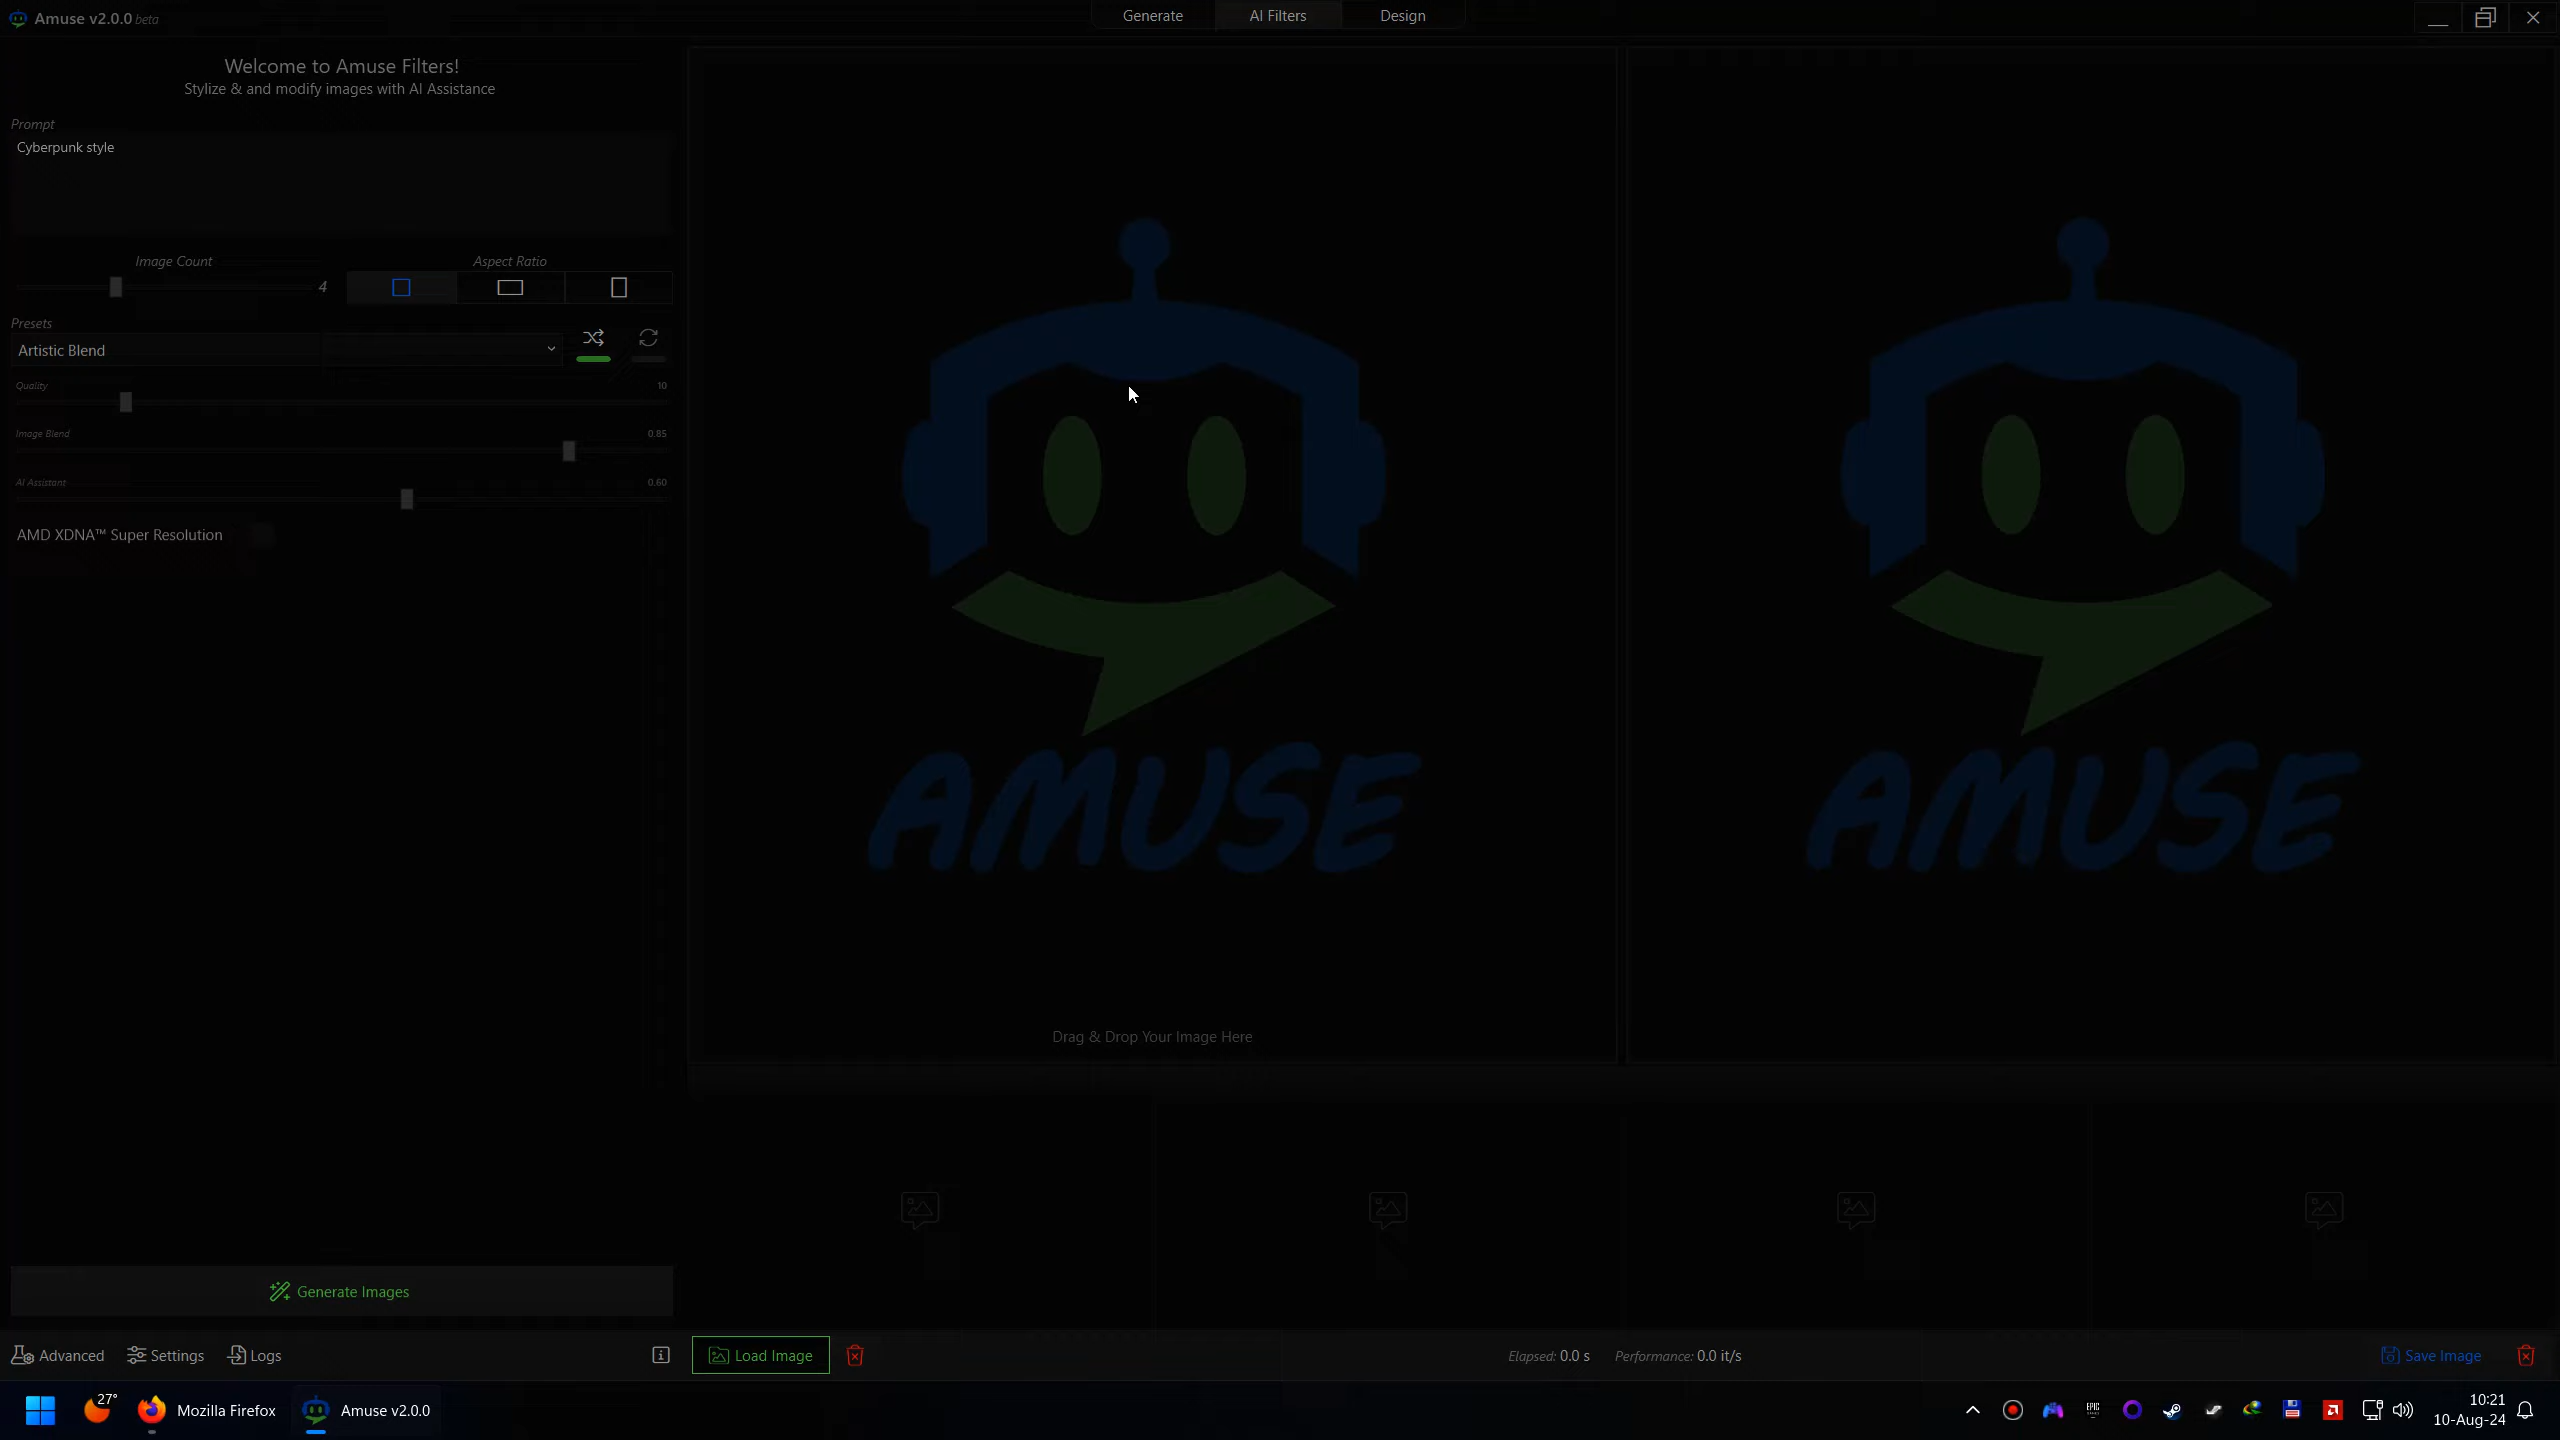 Amuse v2.0.0 beta
Generate
AI Filters
Design
Welcome to Amuse Filters!
Stylize & and modify images with AI Assistance
Prompt
Cyberpunk style
Image Count
Aspect Ratio
4
Presets
Artistic Blend
Quality
10
Image Blend
0.85
AI Assistant
0.60
AMD XDNA™ Super Resolution
AMUSE
AMUSE
Drag & Drop Your Image Here
Generate Images
Advanced
Settings
Logs
Load Image
Elapsed: 0.0 s
Performance: 0.0 it/s
Save Image
27°
Mozilla Firefox
Amuse v2.0.0
EPIC
10:21
10-Aug-24